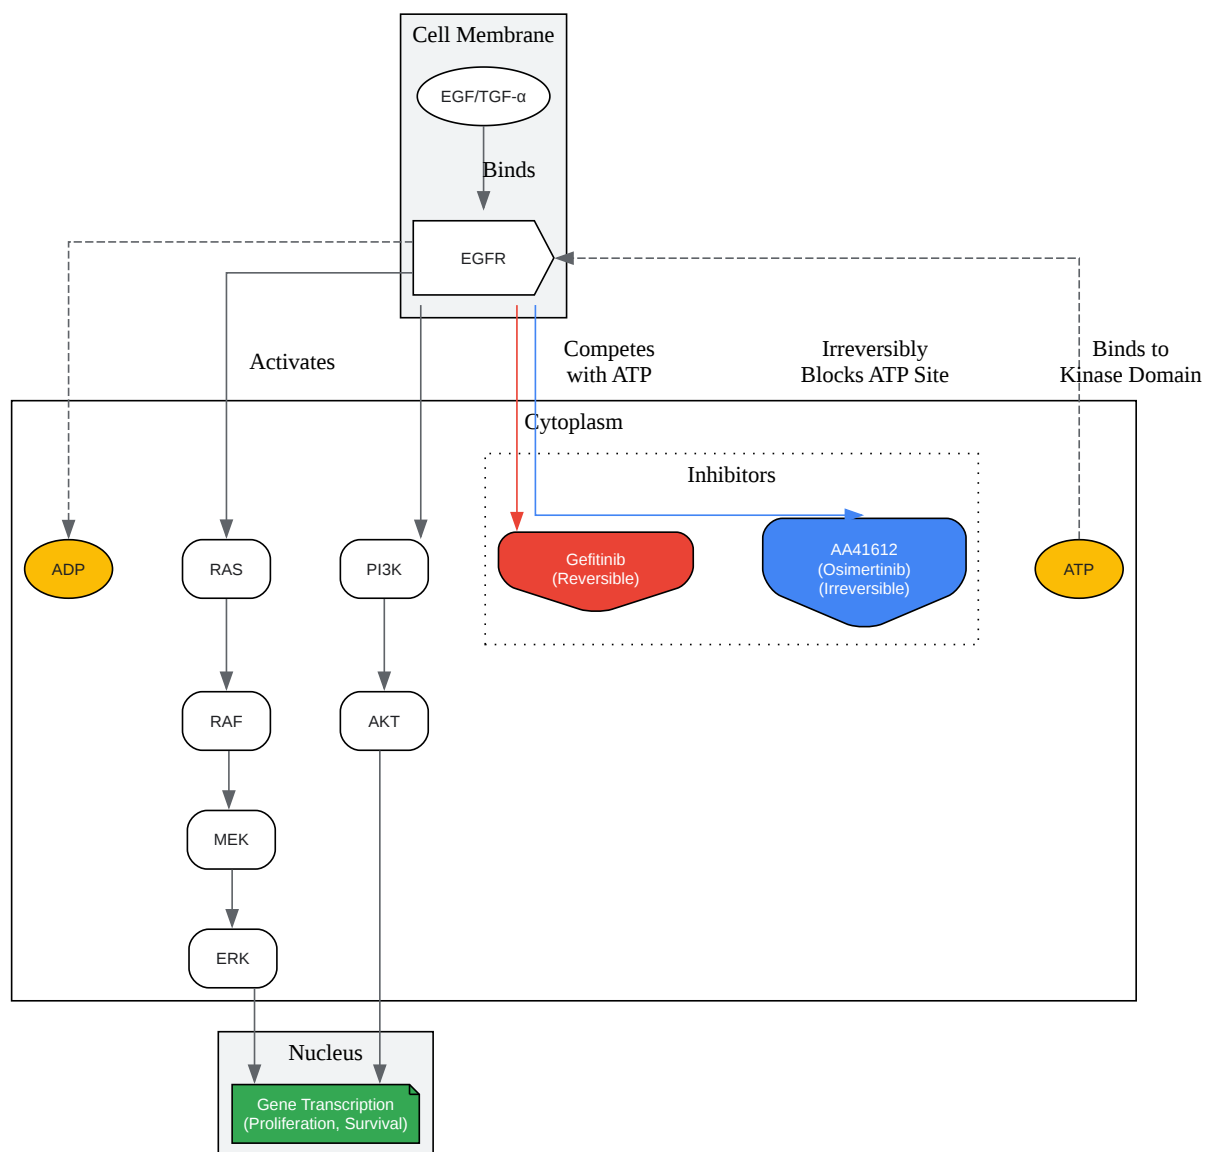 Cell Membrane
EGF/TGF-α
Binds
EGFR
Activates
Competes
with ATP
Irreversibly
Blocks ATP Site
Binds to
Kinase Domain
Cytoplasm
Inhibitors
ADP
RAS
PI3K
Gefitinib
(Reversible)
AA41612
(Osimertinib)
(Irreversible)
ATP
RAF
AKT
MEK
ERK
Nucleus
Gene Transcription
(Proliferation, Survival)